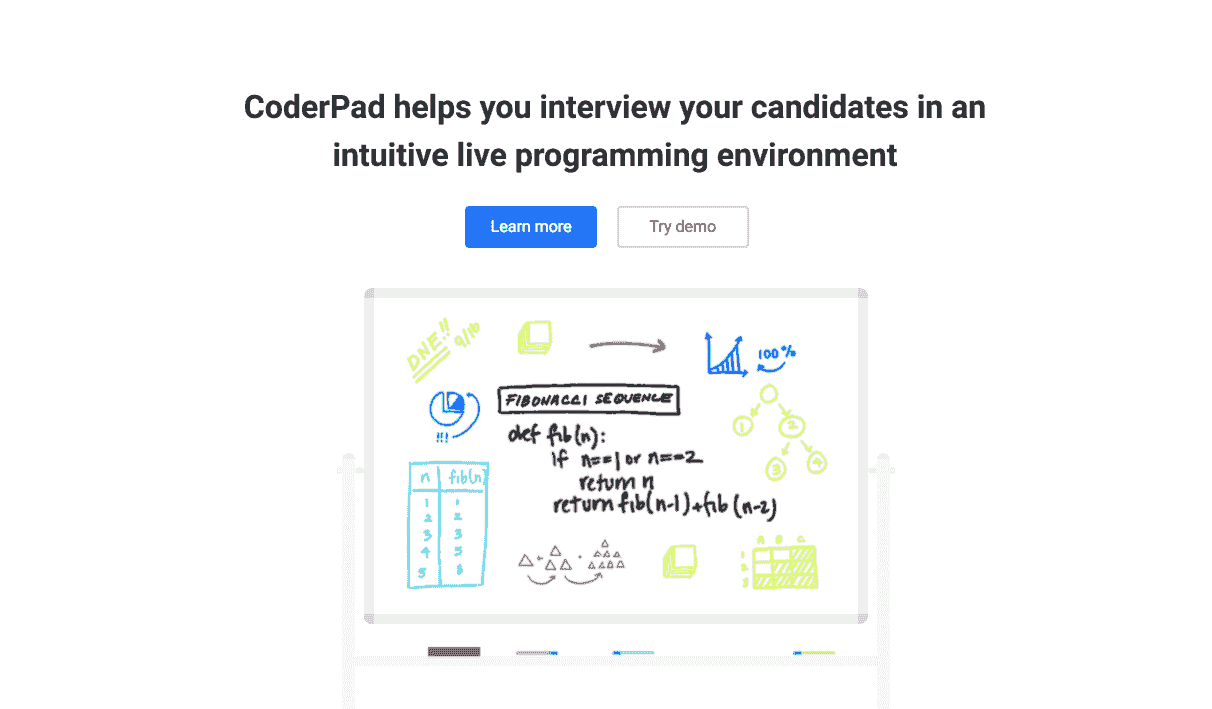 CoderPad helps you interview your candidates in an
intuitive live programming environment
Learn more
Try demo
DNE!! 9/16
100%
FIBONACCI SEQUENCE
def fib(n):
if n==1 or n==2
return n
return fib(n-1)+fib(n-2)
!!!
1 2
3 4
n fib(n)
1 1
2 2
3 3
4 5
5 8
A B C
1
2
3